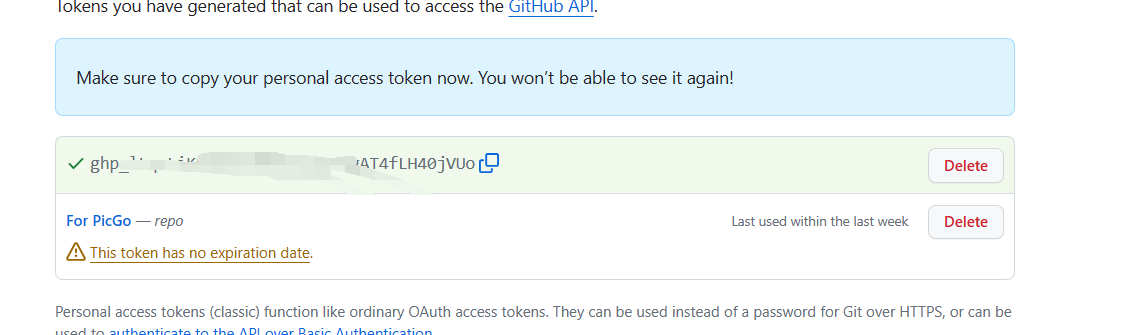 Tokens you have generated that can be used to access the GitHub API.
Make sure to copy your personal access token now. You won't be able to see it again!
ghp_ AT4fLH40jVUo Delete
For PicGo — repo Last used within the last week Delete
This token has no expiration date.
Personal access tokens (classic) function like ordinary OAuth access tokens. They can be used instead of a password for Git over HTTPS, or can be
used to authenticate to the API over Basic Authentication.